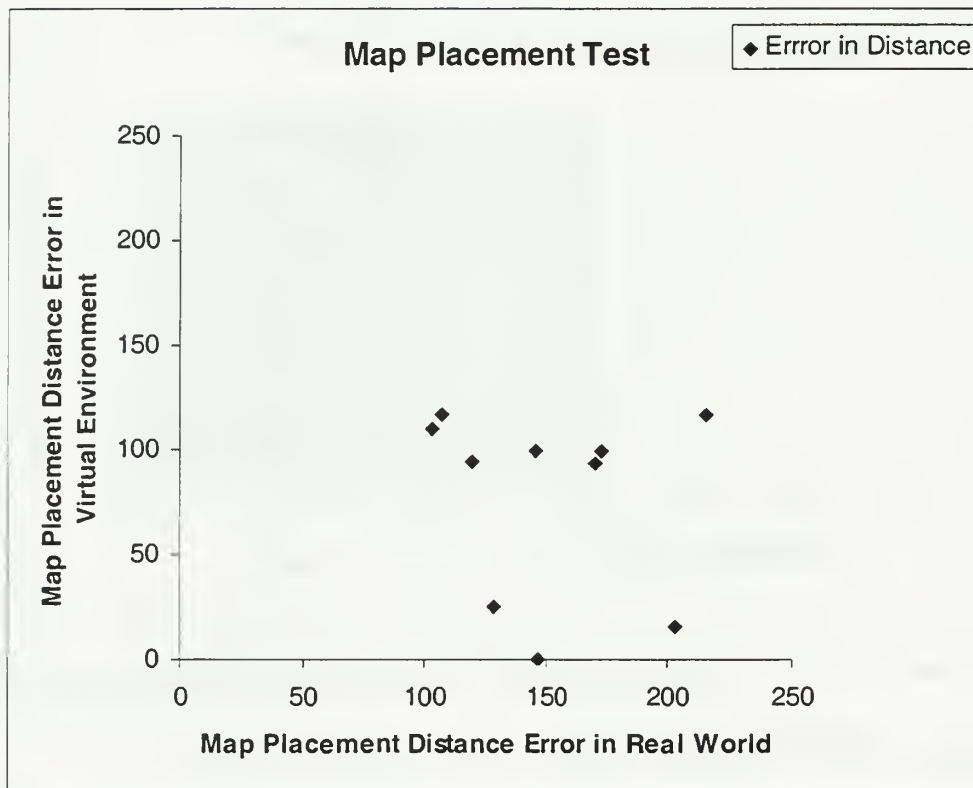 Map Placement Test
◆ Errror in Distance
Map Placement Distance Error in
Virtual Environment
250
200
150
100
50
0
0 50 100 150 200 250
Map Placement Distance Error in Real World